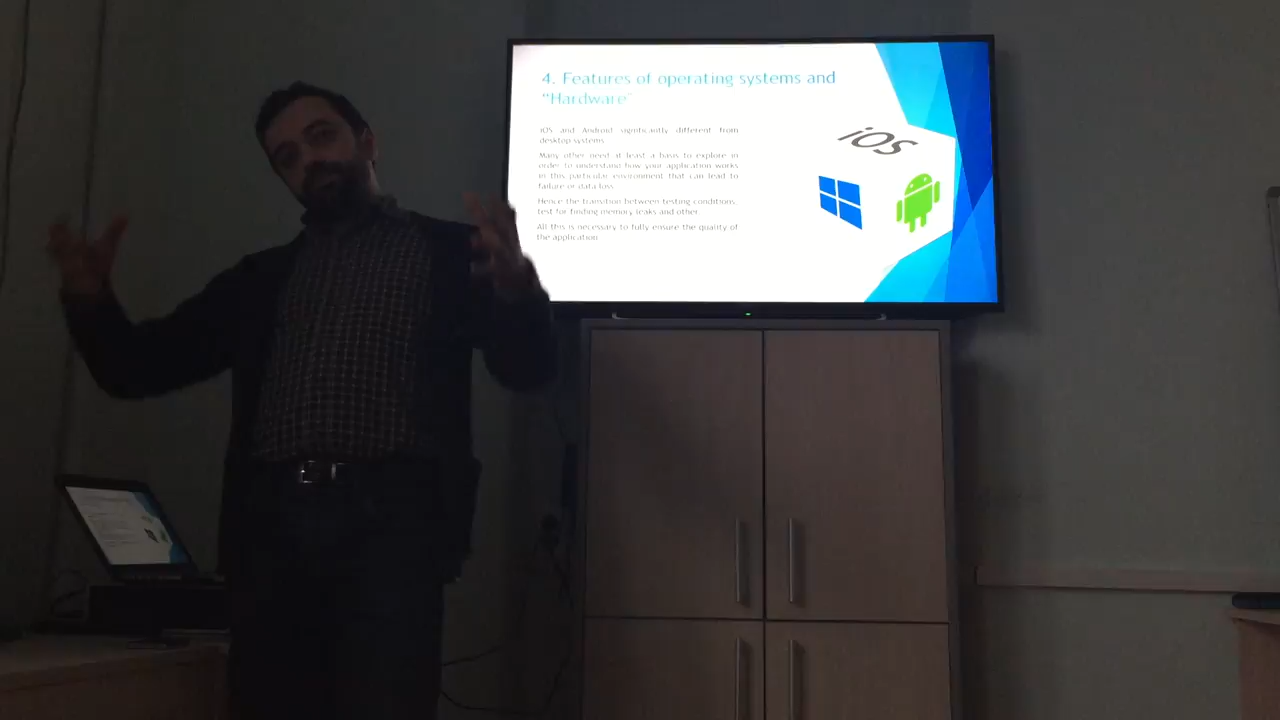 4. Features of operating systems and
“Hardware”
iOS and Android significantly different from
desktop systems.
Many other need at least a basis to explore in
order to understand how your application works
in this particular environment that can lead to
failure or data loss.
Hence the transition between testing conditions,
test for finding memory leaks and other.
All this is necessary to fully ensure the quality of
the application.
iOS